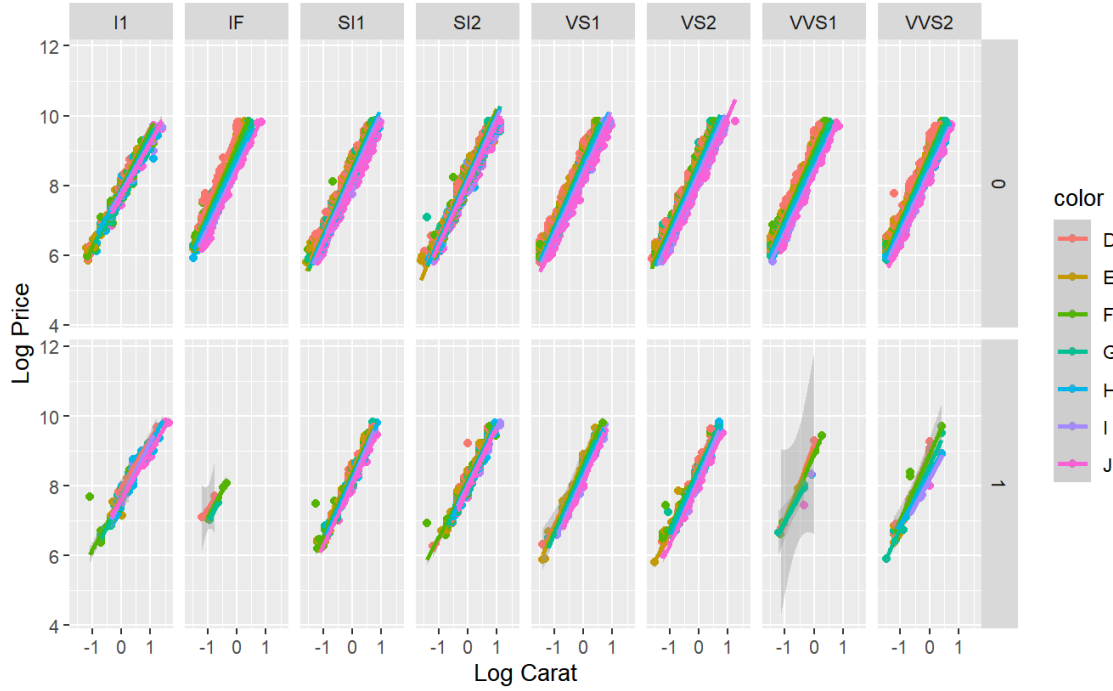 I1 IF SI1 SI2 VS1 VS2 VVS1 VVS2
12
10
8
6
4
0
12
10
8
6
4
1
-1 0 1 -1 0 1 -1 0 1 -1 0 1 -1 0 1 -1 0 1 -1 0 1 -1 0 1
Log Carat
Log Price
color
D
E
F
G
H
I
J